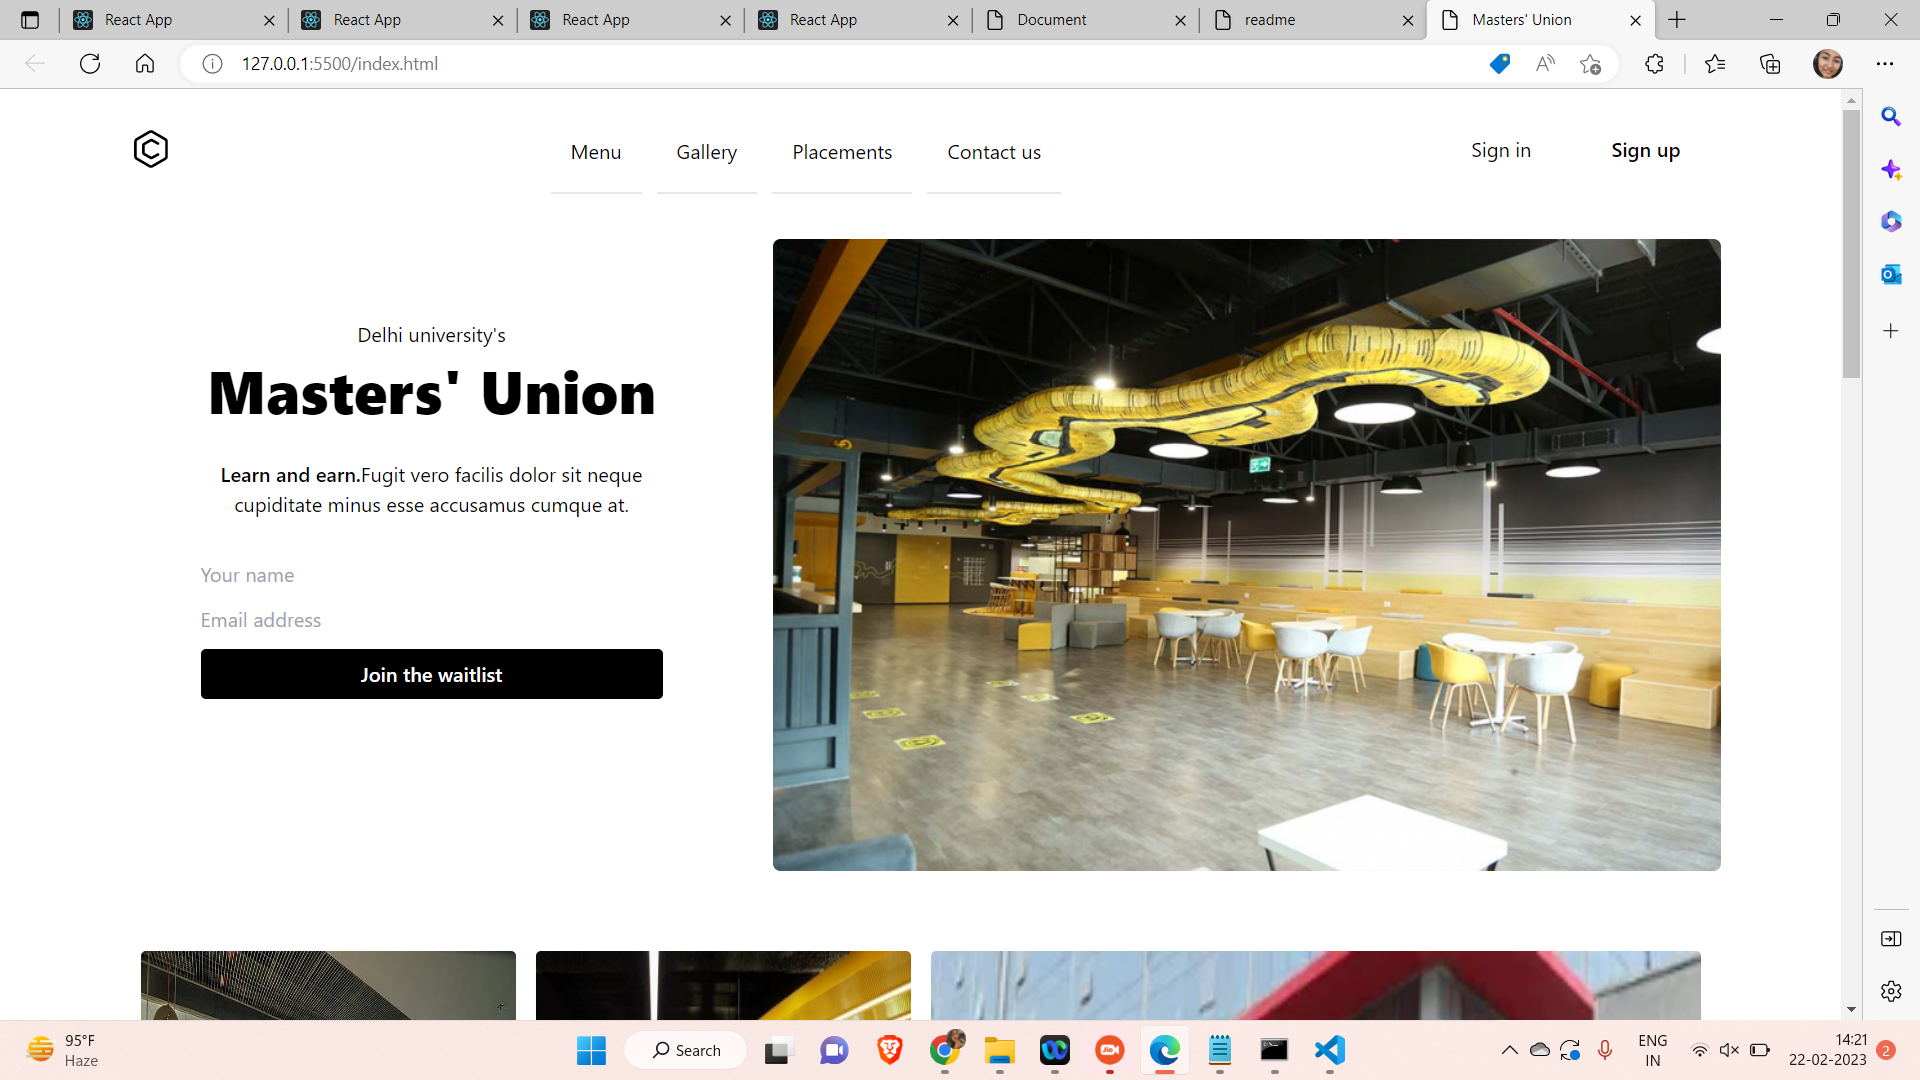 React App
React App
React App
React App
Document
readme
Masters' Union
127.0.0.1:5500/index.html
Menu
Gallery
Placements
Contact us
Sign in
Sign up
Delhi university's
Masters' Union
Learn and earn.Fugit vero facilis dolor sit neque
cupiditate minus esse accusamus cumque at.
Your name
Email address
Join the waitlist
95°F
Haze
Search
Jio
ENG
IN
14:21
22-02-2023
2